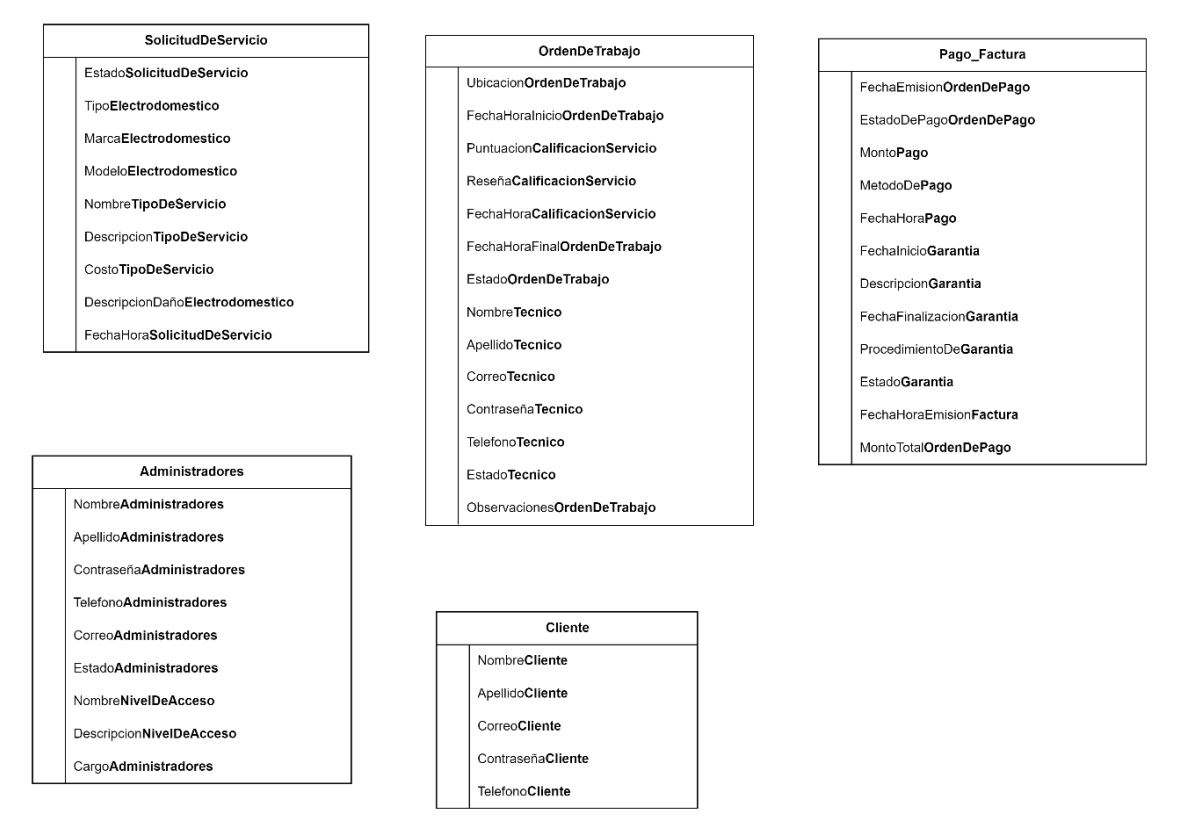 SolicitudDeServicio
EstadoSolicitudDeServicio
TipoElectrodomestico
MarcaElectrodomestico
ModeloElectrodomestico
NombreTipoDeServicio
DescripcionTipoDeServicio
CostoTipoDeServicio
DescripcionDañoElectrodomestico
FechaHoraSolicitudDeServicio
OrdenDeTrabajo
UbicacionOrdenDeTrabajo
FechaHoraInicioOrdenDeTrabajo
PuntuacionCalificacionServicio
ReseñaCalificacionServicio
FechaHoraCalificacionServicio
FechaHoraFinalOrdenDeTrabajo
EstadoOrdenDeTrabajo
NombreTecnico
ApellidoTecnico
CorreoTecnico
ContraseñaTecnico
TelefonoTecnico
EstadoTecnico
ObservacionesOrdenDeTrabajo
Pago_Factura
FechaEmisionOrdenDePago
EstadoDePagoOrdenDePago
MontoPago
MetodoDePago
FechaHoraPago
FechaInicioGarantia
DescripcionGarantia
FechaFinalizacionGarantia
ProcedimientoDeGarantia
EstadoGarantia
FechaHoraEmisionFactura
MontoTotalOrdenDePago
Administradores
NombreAdministradores
ApellidoAdministradores
ContraseñaAdministradores
TelefonoAdministradores
CorreoAdministradores
EstadoAdministradores
NombreNivelDeAcceso
DescripcionNivelDeAcceso
CargoAdministradores
Cliente
NombreCliente
ApellidoCliente
CorreoCliente
ContraseñaCliente
TelefonoCliente